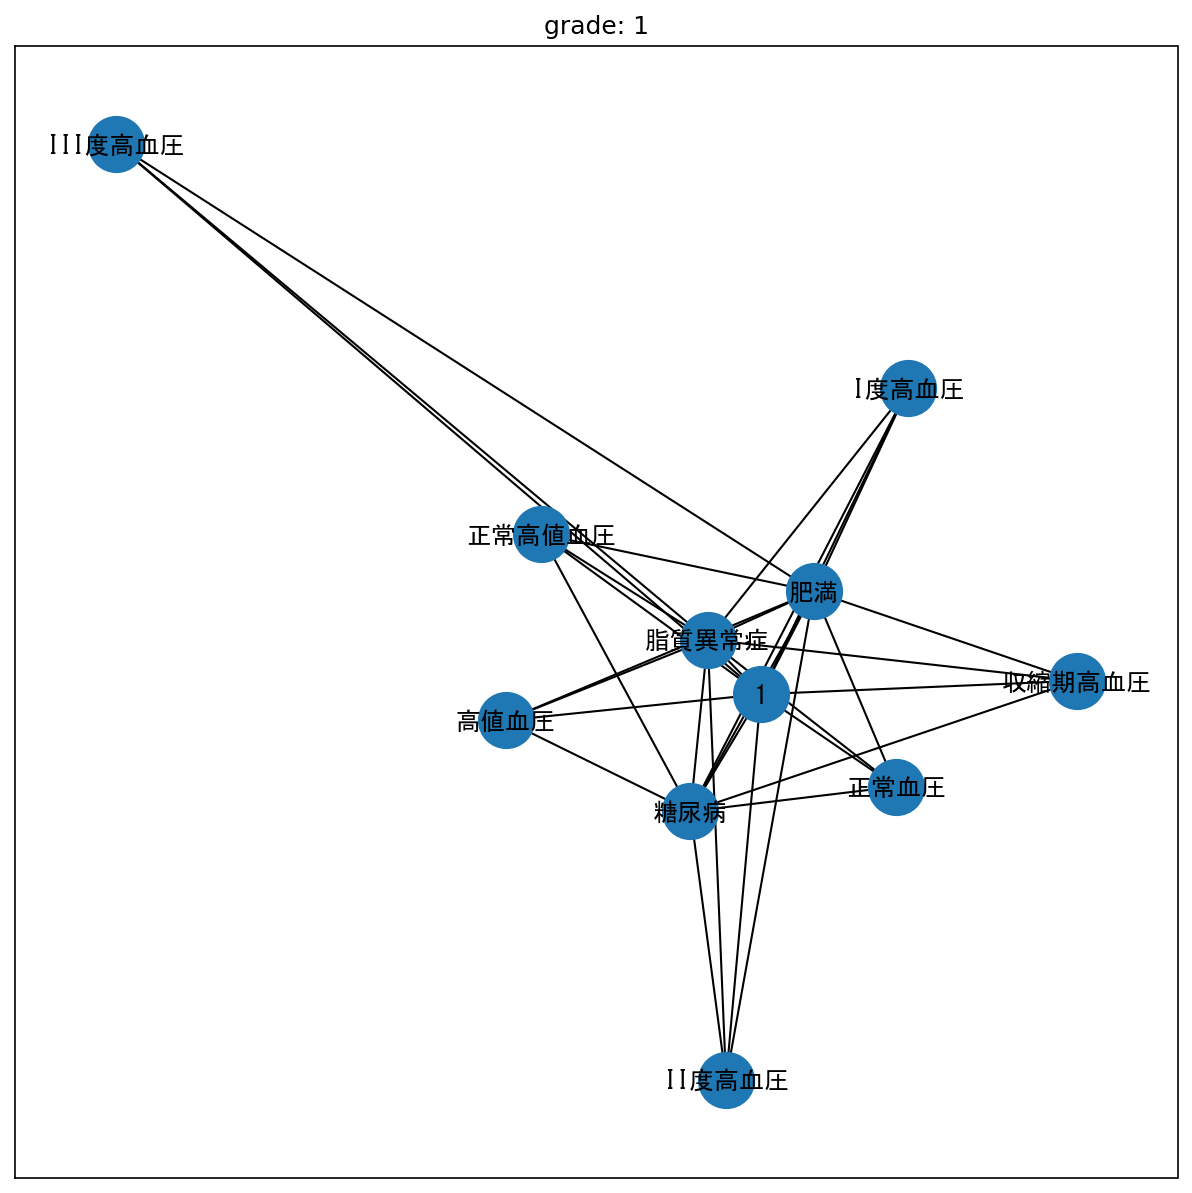 grade: 1
III度高血圧
I度高血圧
正常高値血圧
肥満
脂質異常症
収縮期高血圧
1
高値血圧
正常血圧
糖尿病
II度高血圧